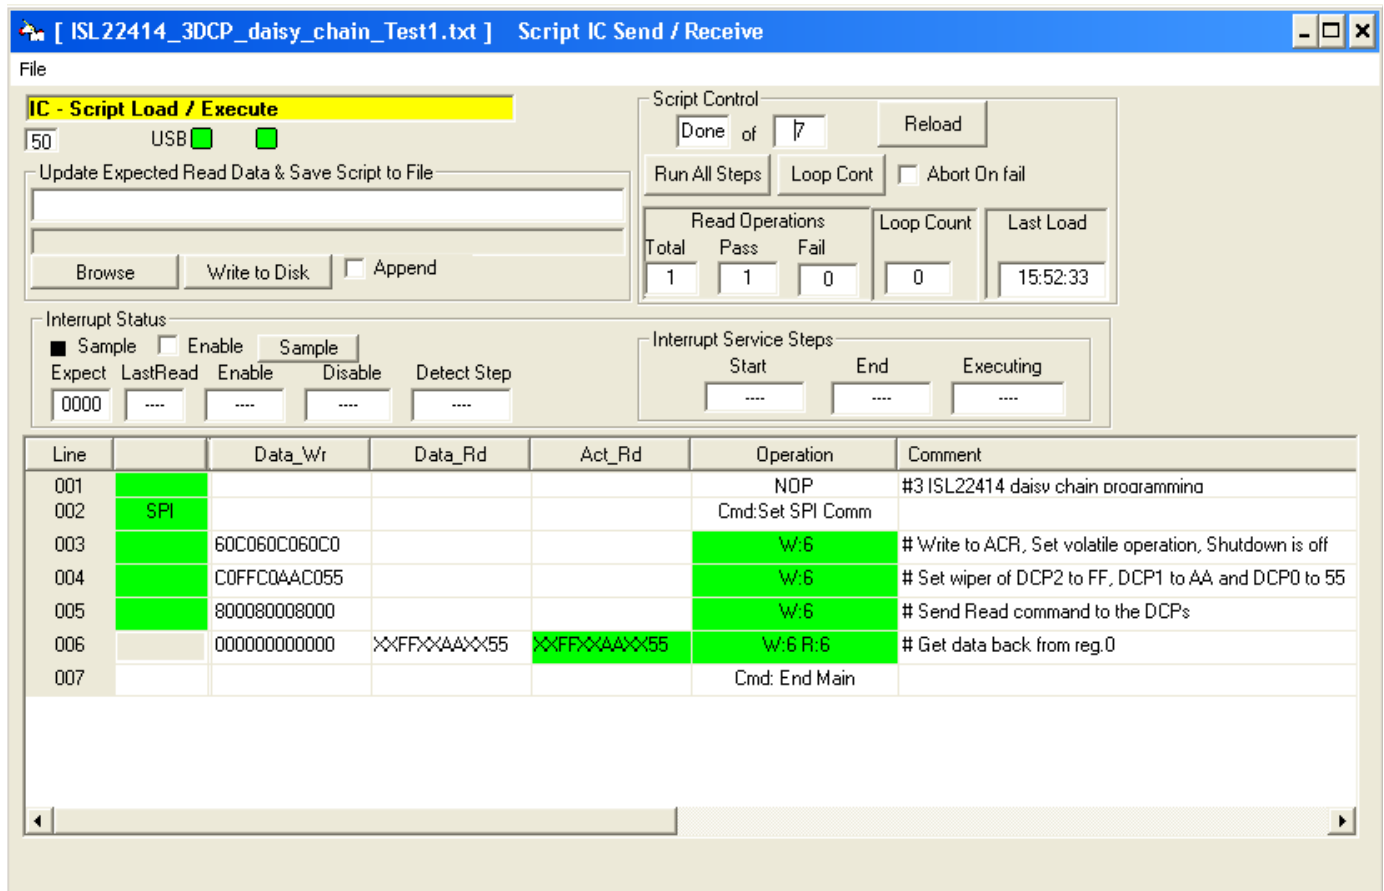 [ ISL22414_3DCP_daisy_chain_Test1.txt ] Script IC Send / Receive
File
IC - Script Load / Execute
50 USB
Update Expected Read Data & Save Script to File
Browse Write to Disk Append
Script Control
Done of 7 Reload
Run All Steps Loop Cont Abort On fail
Read Operations Loop Count Last Load
Total Pass Fail
1 1 0 0 15:52:33
Interrupt Status
Sample Enable Sample
Expect LastRead Enable Disable Detect Step
0000 ---- ---- ---- ----
Interrupt Service Steps
Start End Executing
---- ---- ----
Line Data_Wr Data_Rd Act_Rd Operation Comment
001 NOP #3 ISL22414 daisy chain programming
002 SPI Cmd:Set SPI Comm
003 60C060C060C0 W:6 # Write to ACR, Set volatile operation, Shutdown is off
004 C0FFC0AAC055 W:6 # Set wiper of DCP2 to FF, DCP1 to AA and DCP0 to 55
005 800080008000 W:6 # Send Read command to the DCPs
006 000000000000 XXFFXXAAXX55 XXFFXXAAXX55 W:6 R:6 # Get data back from reg.0
007 Cmd: End Main